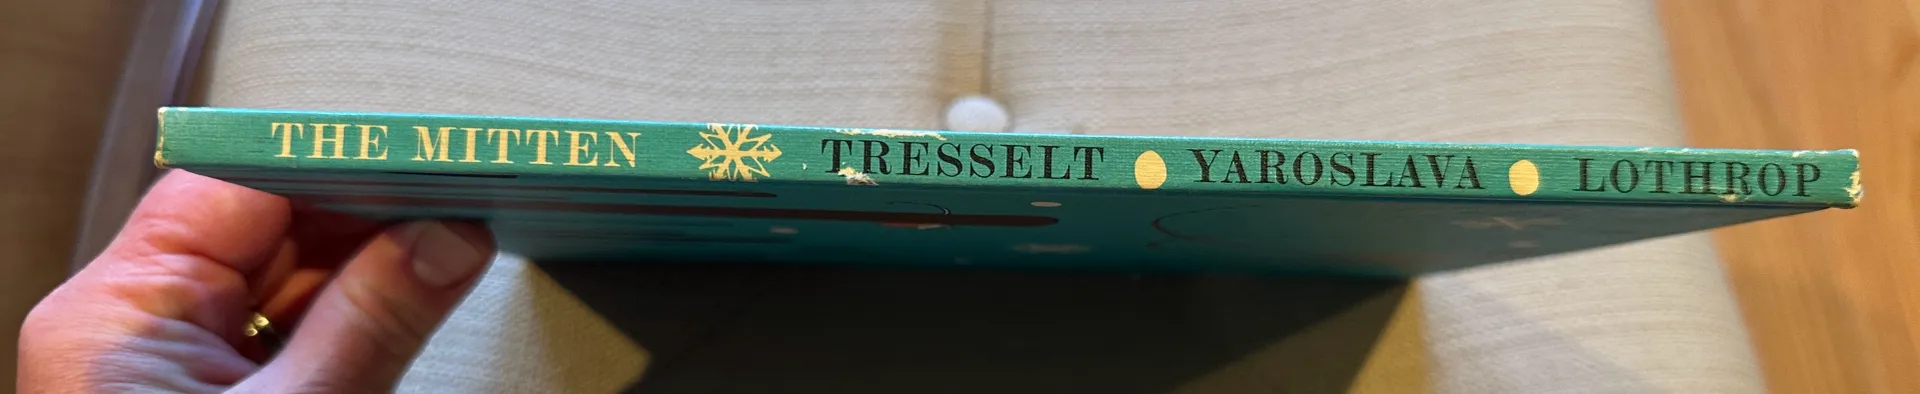 THE MITTEN TRESSELT YAROSLAVA LOTHROP